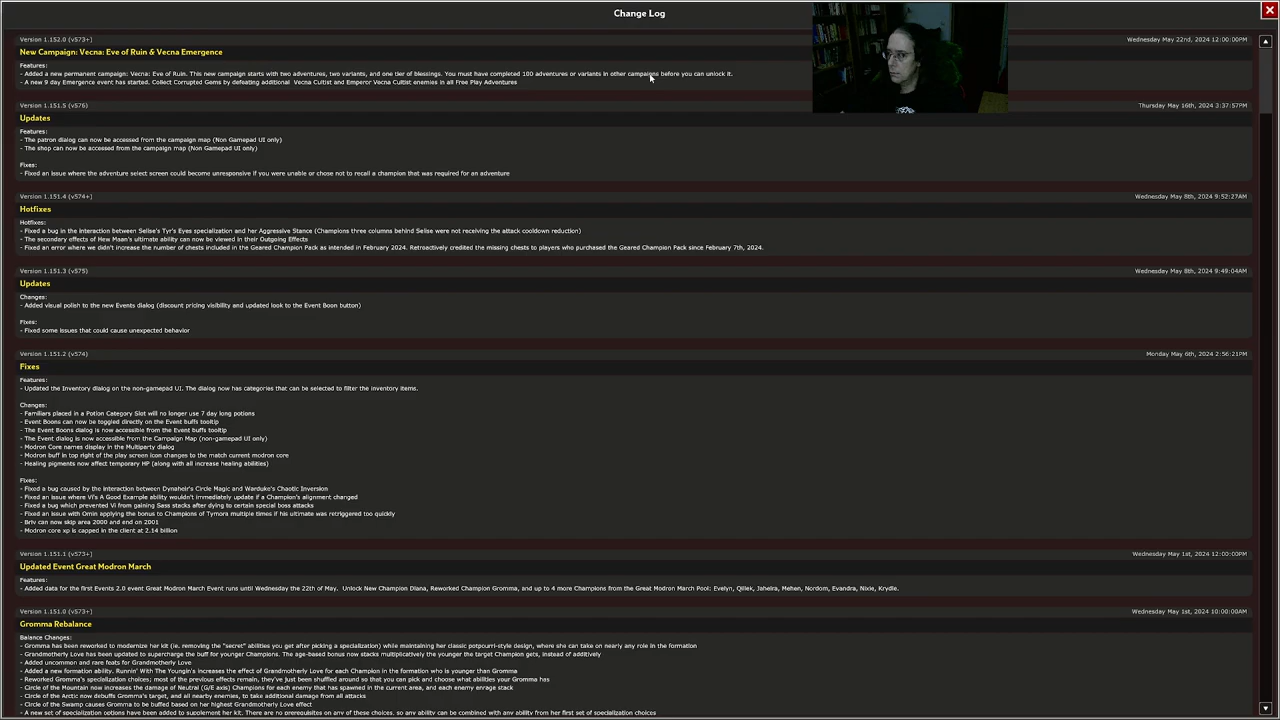 Change Log
Version 1.152.0 (v573+)
Wednesday May 22nd, 2024 12:00:00PM
New Campaign: Vecna: Eve of Ruin & Vecna Emergence
Features:
- Added a new permanent campaign: Vecna: Eve of Ruin. This new campaign starts with two adventures, two variants, and one tier of blessings. You must have completed 100 adventures or variants in other campaigns before you can unlock it.
- A new 9 day Emergence event has started. Collect Corrupted Gems by defeating additional  Vecna Cultist and Emperor Vecna Cultist enemies in all Free Play Adventures
Version 1.151.5 (v576)
Thursday May 16th, 2024 3:37:57PM
Updates
Features:
- The patron dialog can now be accessed from the campaign map (Non Gamepad UI only)
- The shop can now be accessed from the campaign map (Non Gamepad UI only)
Fixes:
- Fixed an issue where the adventure select screen could become unresponsive if you were unable or chose not to recall a champion that was required for an adventure
Version 1.151.4 (v574+)
Wednesday May 8th, 2024 9:52:27AM
Hotfixes
Hotfixes:
- Fixed a bug in the interaction between Selise's Tyr's Eyes specialization and her Aggressive Stance (Champions three columns behind Selise were not receiving the attack cooldown reduction)
- The secondary effects of Hew Maan's ultimate ability can now be viewed in their Outgoing Effects
- Fixed an error where we didn't increase the number of chests included in the Geared Champion Pack as intended in February 2024. Retroactively credited the missing chests to players who purchased the Geared Champion Pack since February 7th, 2024.
Version 1.151.3 (v575)
Wednesday May 8th, 2024 9:49:04AM
Updates
Changes:
- Added visual polish to the new Events dialog (discount pricing visibility and updated look to the Event Boon button)
Fixes:
- Fixed some issues that could cause unexpected behavior
Version 1.151.2 (v574)
Monday May 6th, 2024 2:56:21PM
Fixes
Features:
- Updated the Inventory dialog on the non-gamepad UI. The dialog now has categories that can be selected to filter the inventory items.
Changes:
- Familiars placed in a Potion Category Slot will no longer use 7 day long potions
- Event Boons can now be toggled directly on the Event buffs tooltip
- The Event Boons dialog is now accessible from the Event buffs tooltip
- The Event dialog is now accessible from the Campaign Map (non-gamepad UI only)
- Modron Core names display in the Multiparty dialog
- Modron buff in top right of the play screen icon changes to the match current modron core
- Healing pigments now affect temporary HP (along with all increase healing abilities)
Fixes:
- Fixed a bug caused by the interaction between Dynaheir's Circle Magic and Warduke's Chaotic Inversion
- Fixed an issue where Vi's A Good Example ability wouldn't immediately update if a Champion's alignment changed
- Fixed a bug which prevented Vi from gaining Sass stacks after dying to certain special boss attacks
- Fixed an issue with Omin applying the bonus to Champions of Tymora multiple times if his ultimate was retriggered too quickly
- Briv can now skip area 2000 and end on 2001
- Modron core xp is capped in the client at 2.14 billion
Version 1.151.1 (v573+)
Wednesday May 1st, 2024 12:00:00PM
Updated Event Great Modron March
Features:
- Added data for the first Events 2.0 event Great Modron March Event runs until Wednesday the 22th of May.  Unlock New Champion Diana, Reworked Champion Gromma, and up to 4 more Champions from the Great Modron March Pool: Evelyn, Qillek, Jaheira, Mehen, Nordom, Evandra, Nixie, Krydle.
Version 1.151.0 (v573+)
Wednesday May 1st, 2024 10:00:00AM
Gromma Rebalance
Balance Changes:
- Gromma has been reworked to modernize her kit (ie. removing the "secret" abilities you get after picking a specialization) while maintaining her classic potpourri-style design, where she can take on nearly any role in the formation
- Grandmotherly Love has been updated to supercharge the buff for younger Champions. The age-based bonus now stacks multiplicatively the younger the target Champion gets, instead of additively
- Added uncommon and rare feats for Grandmotherly Love
- Added a new formation ability. Runnin' With The Youngin's increases the effect of Grandmotherly Love for each Champion in the formation who is younger than Gromma
- Reworked Gromma's specialization choices; most of the previous effects remain, they've just been shuffled around so that you can pick and choose what abilities your Gromma has
- Circle of the Mountain now increases the damage of Neutral (G/E axis) Champions for each enemy that has spawned in the current area, and each enemy enrage stack
- Circle of the Arctic now debuffs Gromma's target, and all nearby enemies, to take additional damage from all attacks
- Circle of the Swamp causes Gromma to be buffed based on her highest Grandmotherly Love effect
- A new set of specialization options have been added to supplement her kit. There are no prerequisites on any of these choices, so any ability can be combined with any ability from her first set of specialization choices